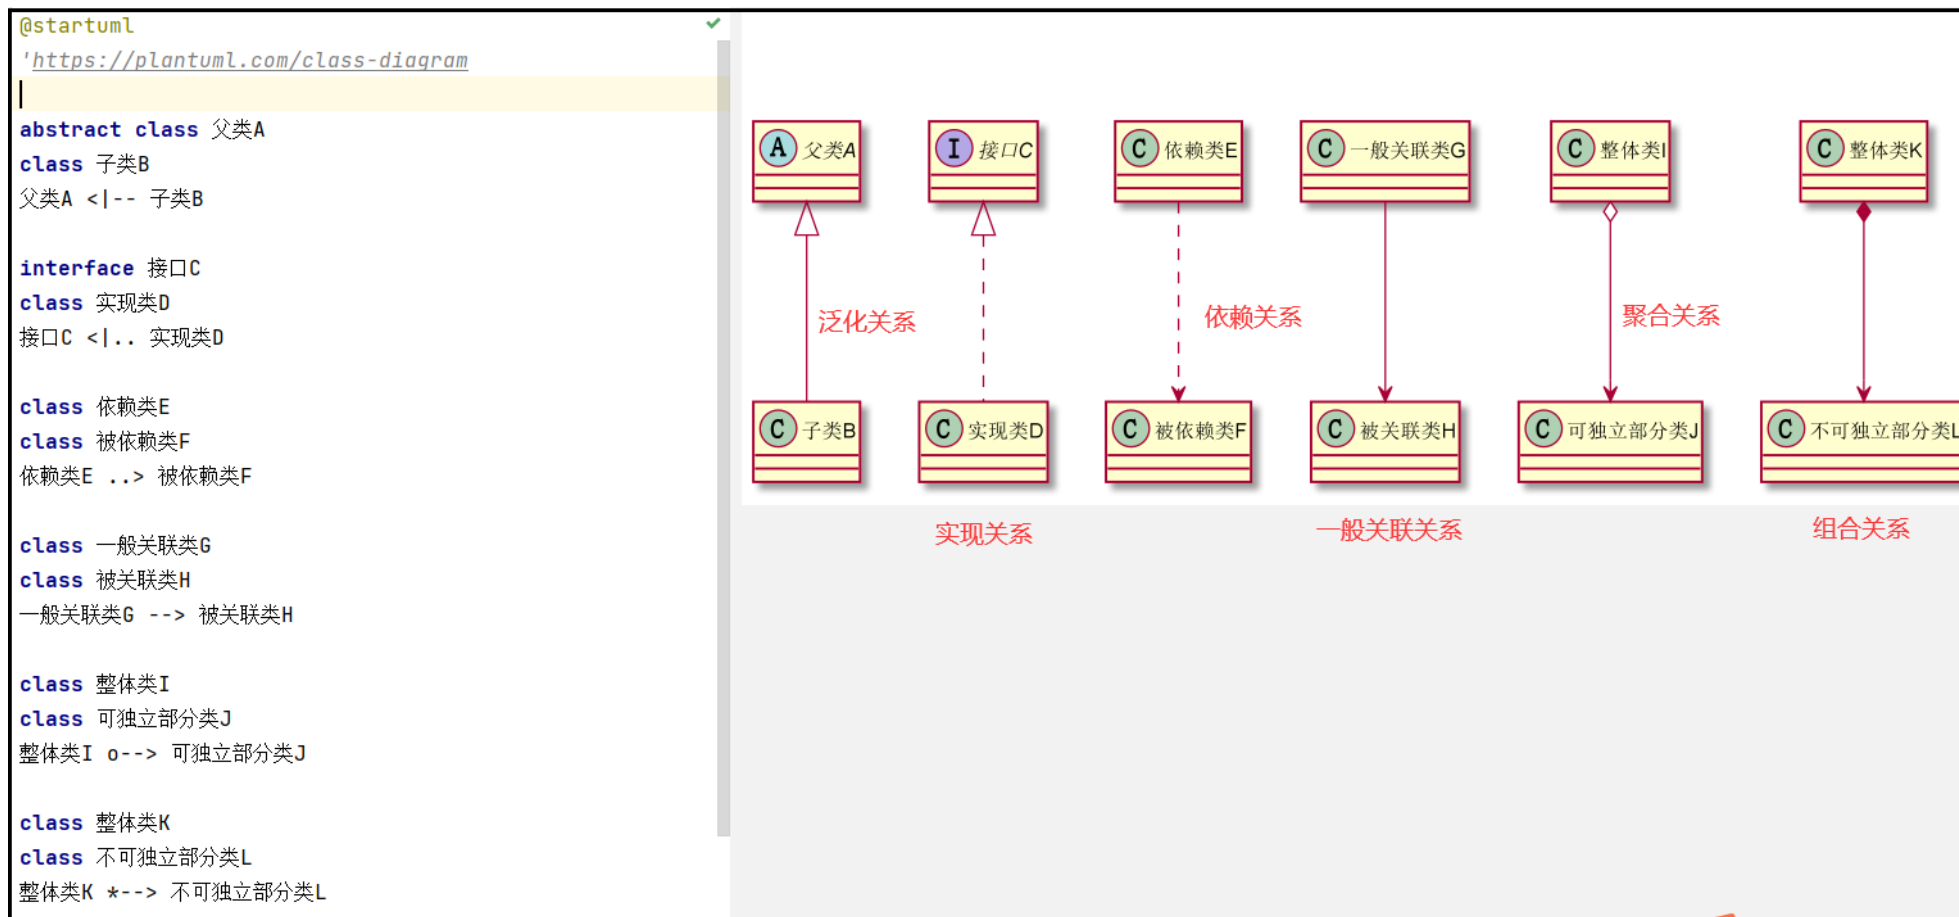 @startuml
'https://plantuml.com/class-diagram
abstract class 父类A
class 子类B
父类A <|-- 子类B
interface 接口C
class 实现类D
接口C <|.. 实现类D
class 依赖类E
class 被依赖类F
依赖类E ..> 被依赖类F
class 一般关联类G
class 被关联类H
一般关联类G --> 被关联类H
class 整体类I
class 可独立部分类J
整体类I o--> 可独立部分类J
class 整体类K
class 不可独立部分类L
整体类K *--> 不可独立部分类L
A 父类A
I 接口C
C 依赖类E
C 一般关联类G
C 整体类I
C 整体类K
泛化关系
依赖关系
聚合关系
C 子类B
C 实现类D
C 被依赖类F
C 被关联类H
C 可独立部分类J
C 不可独立部分类L
实现关系
一般关联关系
组合关系